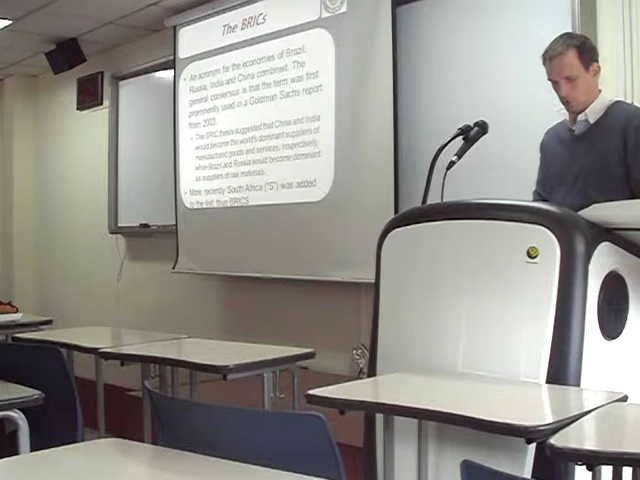 The BRICs
• An acronym for the economies of Brazil,
Russia, India and China combined. The
general consensus is that the term was first
prominently used in a Goldman Sachs report
from 2003.
– The BRIC thesis suggested that China and India
would become the world's dominant suppliers of
manufactured goods and services, respectively,
while Brazil and Russia would become dominant
as suppliers of raw materials.
• More recently South Africa ("S") was added
to the list: thus BRICS